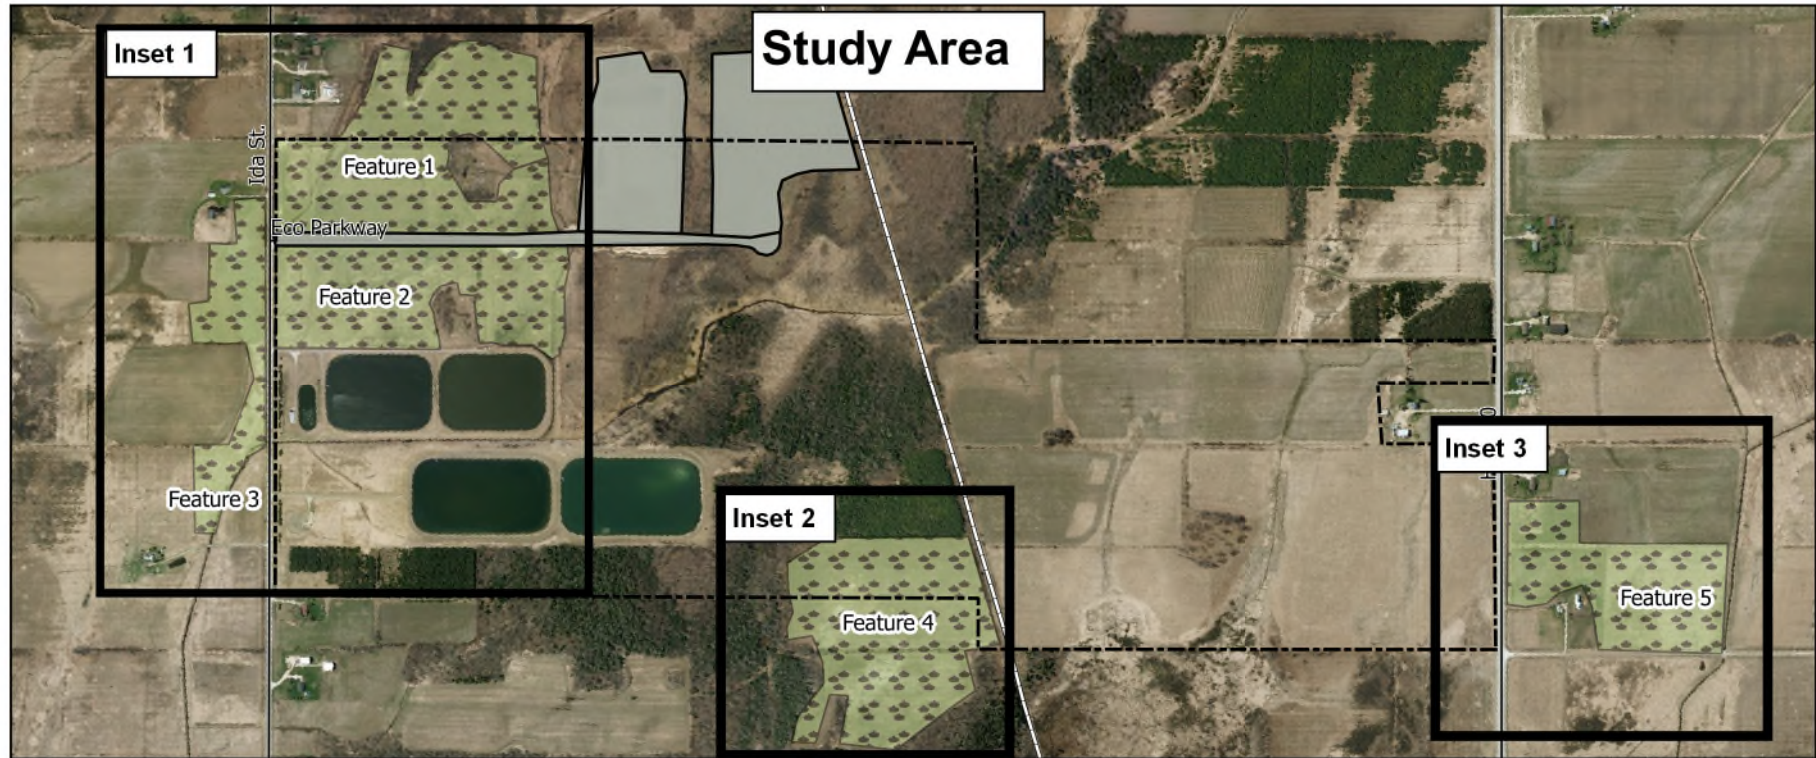 Study Area
Inset 1
Ida St.
Feature 1
Eco Parkway
Feature 2
Feature 3
Inset 2
Feature 4
Inset 3
Feature 5